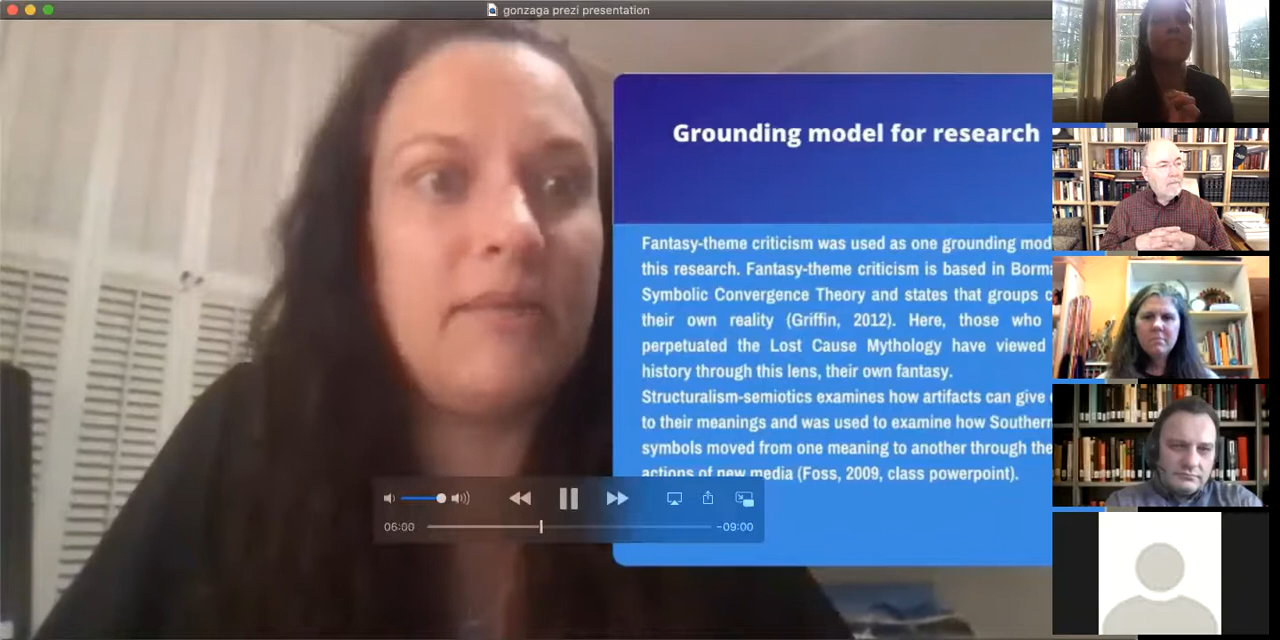 gonzaga prezi presentation
Grounding model for research
Fantasy-theme criticism was used as one grounding mod
this research. Fantasy-theme criticism is based in Borma
Symbolic Convergence Theory and states that groups c
their own reality (Griffin, 2012). Here, those who
perpetuated the Lost Cause Mythology have viewed
history through this lens, their own fantasy.
Structuralism-semiotics examines how artifacts can give
to their meanings and was used to examine how Southern
symbols moved from one meaning to another through the
actions of new media (Foss, 2009, class powerpoint).
06:00
-09:00